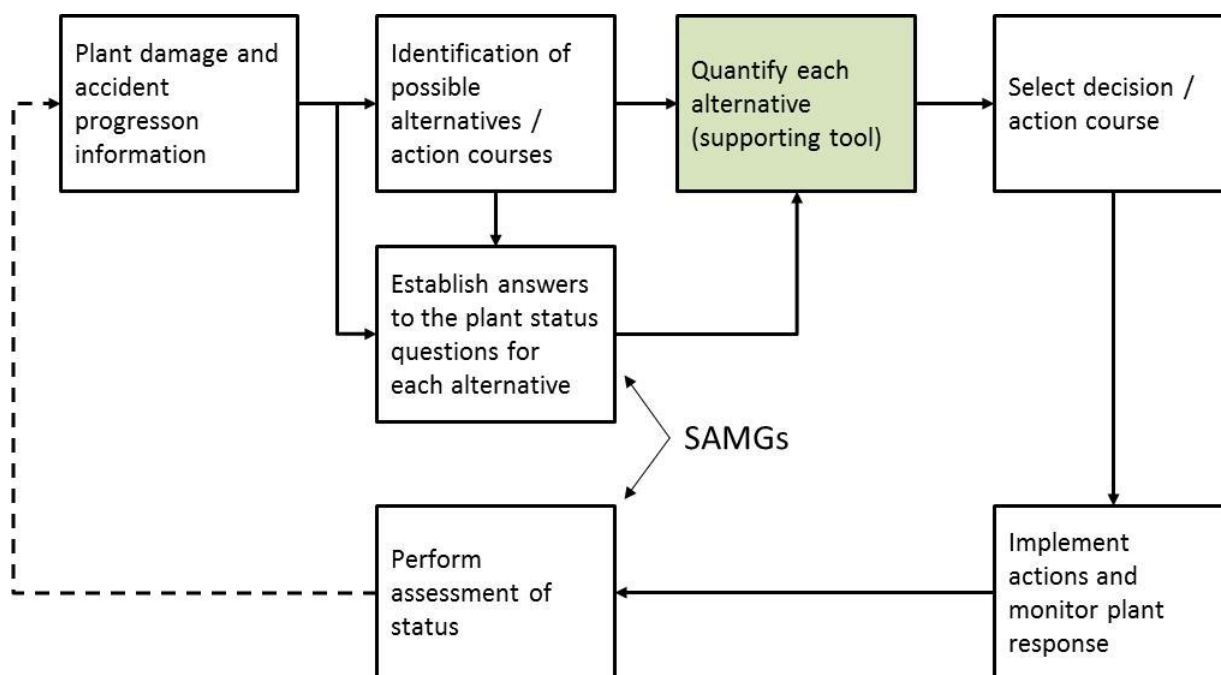 Plant damage and
accident
progresson
information
Identification of
possible
alternatives /
action courses
Quantify each
alternative
(supporting tool)
Select decision /
action course
Establish answers
to the plant status
questions for
each alternative
SAMGs
Perform
assessment of
status
Implement
actions and
monitor plant
response